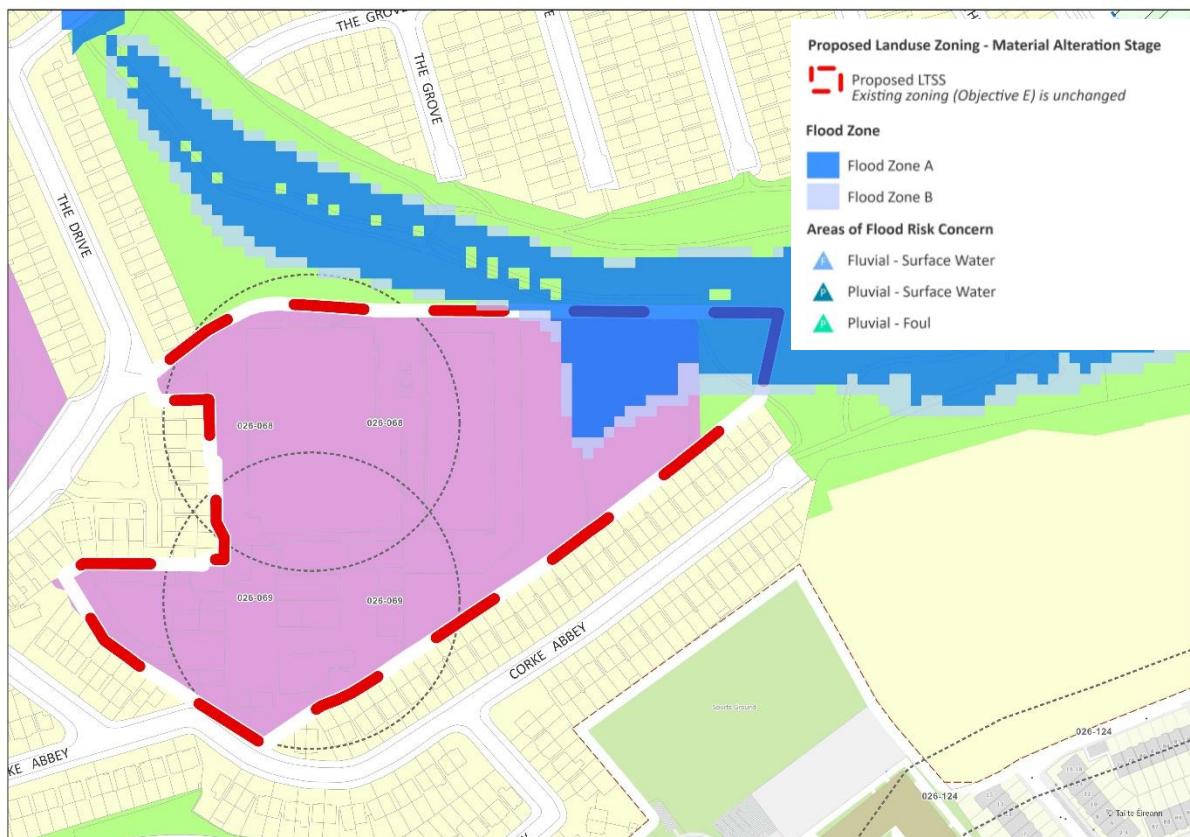 THE GROVE
THE GROVE
THE DRIVE
Proposed Landuse Zoning - Material Alteration Stage
Proposed LTSS
Existing zoning (Objective E) is unchanged
Flood Zone
Flood Zone A
Flood Zone B
Areas of Flood Risk Concern
F
Fluvial - Surface Water
P
Pluvial - Surface Water
P
Pluvial - Foul
026-068
026-068
026-069
026-069
CORKE ABBEY
KE ABBEY
Sports Ground
026-124
026-124
© Tailte Éireann